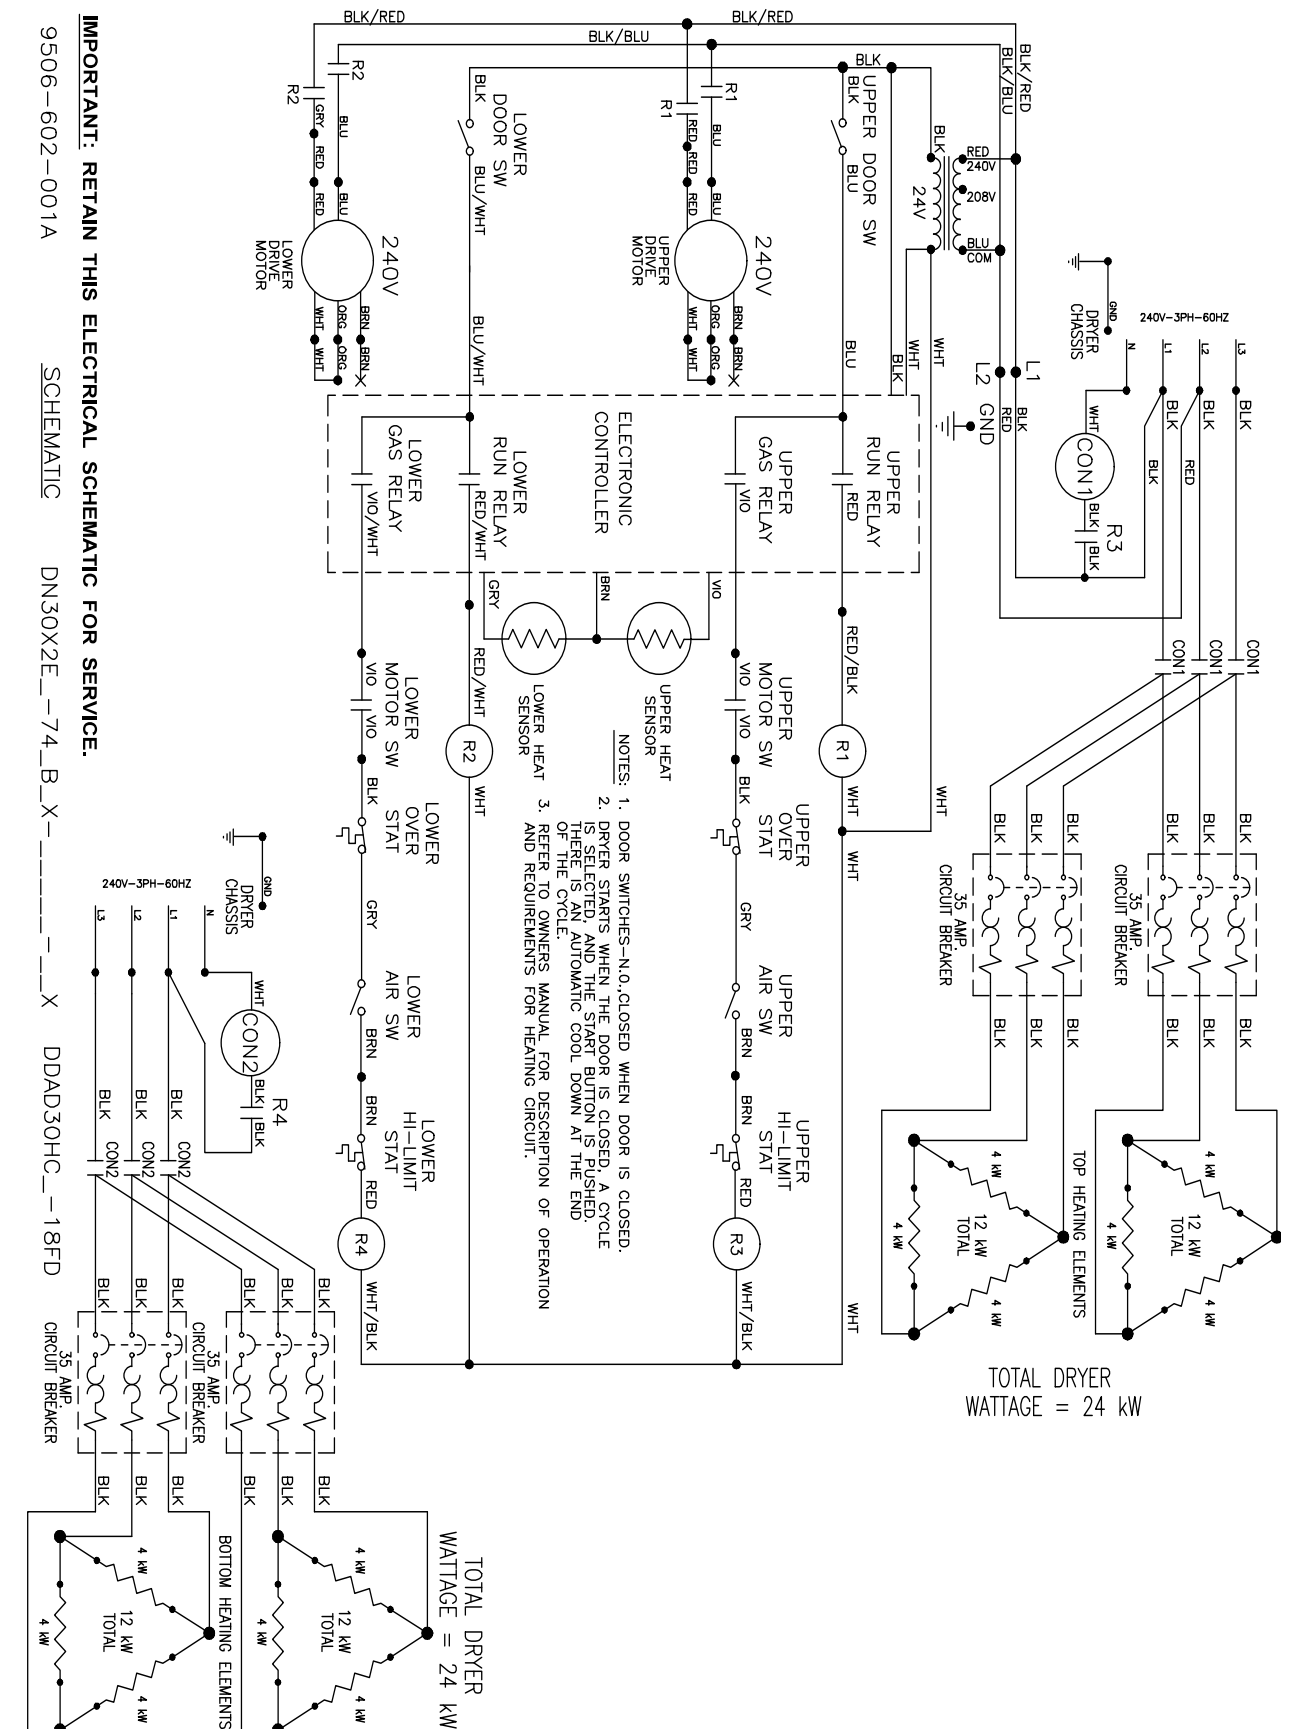 IMPORTANT: RETAIN THIS ELECTRICAL SCHEMATIC FOR SERVICE.
9506-602-001A
SCHEMATIC
DN30X2E_-74_B_X-______-__X
DDAD30HC_-18FD
BLK/RED
BLK/RED
BLK/BLU
BLK
BLK/RED
BLK/BLU
R2
R2
GRY
BLU
RED
RED
BLU
240V
LOWER
DRIVE
MOTOR
WHT
ORG
BRN
WHT
ORG
BRN
BLK
LOWER
DOOR SW
BLU/WHT
BLU/WHT
R1
R1
RED
BLU
RED
RED
BLU
240V
UPPER
DRIVE
MOTOR
WHT
ORG
BRN
WHT
ORG
BRN
BLK
UPPER DOOR SW
BLU
BLU
BLK
24V
RED
240V
208V
BLU
COM
WHT
BLK
WHT
L1
L2
GND
BLK
RED
GND
DRYER
CHASSIS
240V-3PH-60HZ
N
L1
L2
L3
WHT
CON1
BLK
R3
BLK
BLK
BLK
BLK
RED
BLK
CON1
CON1
CON1
ELECTRONIC
CONTROLLER
LOWER
GAS RELAY
VIO/WHT
LOWER
RUN RELAY
RED/WHT
UPPER
GAS RELAY
VIO
UPPER
RUN RELAY
RED
GRY
BRN
VIO
LOWER HEAT
SENSOR
UPPER HEAT
SENSOR
RED/WHT
R2
WHT
RED/BLK
R1
WHT
WHT
WHT
WHT
VIO
LOWER
MOTOR SW
VIO
BLK
LOWER
OVER
STAT
GRY
LOWER
AIR SW
BRN
BRN
LOWER
HI-LIMIT
STAT
RED
R4
WHT/BLK
VIO
UPPER
MOTOR SW
VIO
BLK
UPPER
OVER
STAT
GRY
UPPER
AIR SW
BRN
BRN
UPPER
HI-LIMIT
STAT
RED
R3
WHT/BLK
NOTES: 1. DOOR SWITCHES-N.O.,CLOSED WHEN DOOR IS CLOSED.
2. DRYER STARTS WHEN THE DOOR IS CLOSED, A CYCLE
IS SELECTED, AND THE START BUTTON IS PUSHED.
THERE IS AN AUTOMATIC COOL DOWN AT THE END
OF THE CYCLE.
3. REFER TO OWNERS MANUAL FOR DESCRIPTION OF OPERATION
AND REQUIREMENTS FOR HEATING CIRCUIT.
BLK
BLK
BLK
35 AMP.
CIRCUIT BREAKER
BLK
BLK
BLK
BLK
BLK
BLK
35 AMP.
CIRCUIT BREAKER
BLK
BLK
BLK
4 kW
4 kW
4 kW
12 kW
TOTAL
TOP HEATING ELEMENTS
4 kW
4 kW
4 kW
12 kW
TOTAL
TOTAL DRYER
WATTAGE = 24 kW
GND
DRYER
CHASSIS
240V-3PH-60HZ
N
L1
L2
L3
WHT
CON2
BLK
R4
BLK
BLK
BLK
BLK
CON2
CON2
CON2
BLK
BLK
BLK
35 AMP.
CIRCUIT BREAKER
BLK
BLK
BLK
BLK
BLK
BLK
35 AMP.
CIRCUIT BREAKER
BLK
BLK
BLK
4 kW
4 kW
4 kW
12 kW
TOTAL
BOTTOM HEATING ELEMENTS
4 kW
4 kW
4 kW
12 kW
TOTAL
TOTAL DRYER
WATTAGE = 24 kW